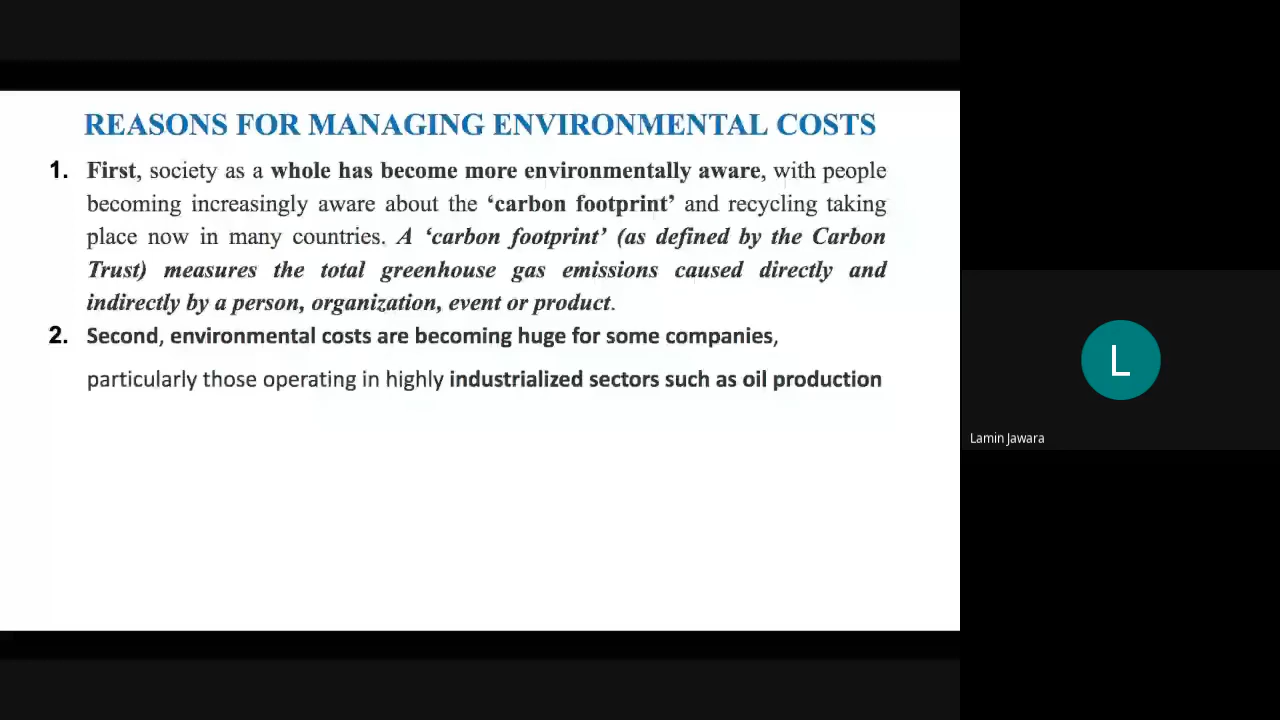 REASONS FOR MANAGING ENVIRONMENTAL COSTS
1. First, society as a whole has become more environmentally aware, with people
becoming increasingly aware about the ‘carbon footprint’ and recycling taking
place now in many countries. A ‘carbon footprint’ (as defined by the Carbon
Trust) measures the total greenhouse gas emissions caused directly and
indirectly by a person, organization, event or product.
2. Second, environmental costs are becoming huge for some companies,
particularly those operating in highly industrialized sectors such as oil production
L
Lamin Jawara